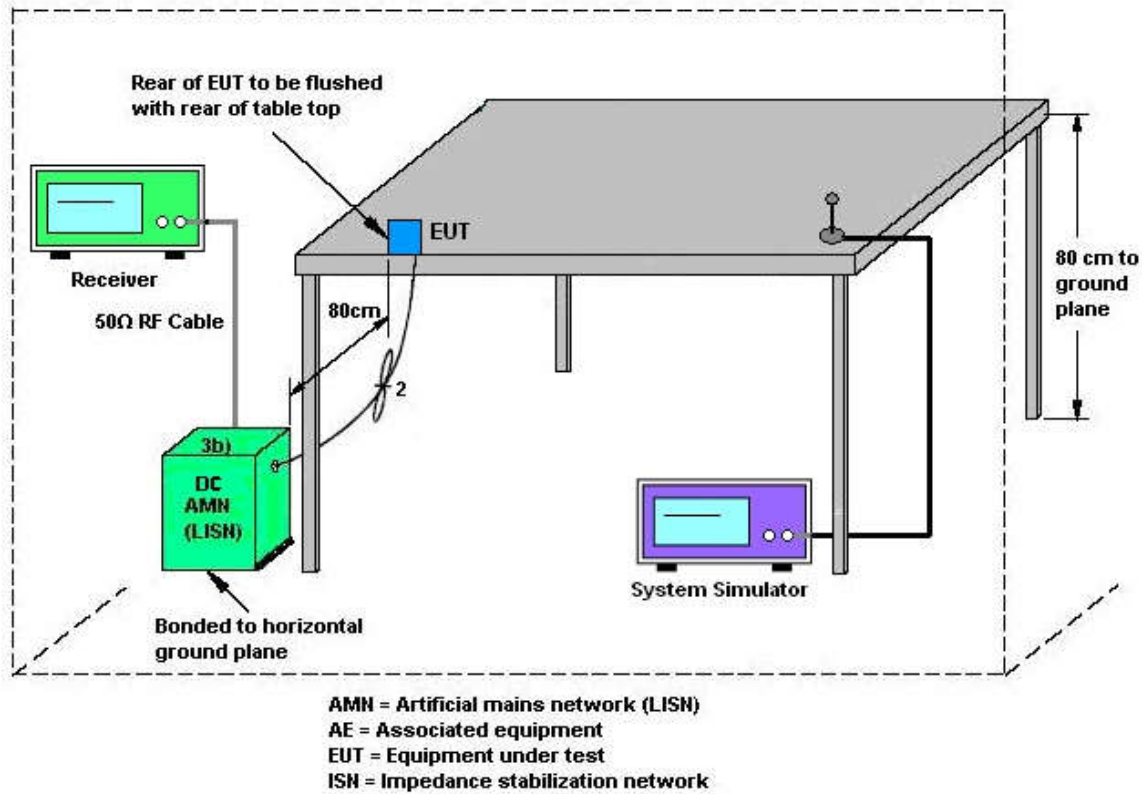 Rear of EUT to be flushed
with rear of table top
EUT
Receiver
50Ω RF Cable
80cm
2
80 cm to
ground
plane
3b)
DC
AMN
(LISN)
System Simulator
Bonded to horizontal
ground plane
AMN = Artificial mains network (LISN)
AE = Associated equipment
EUT = Equipment under test
ISN = Impedance stabilization network